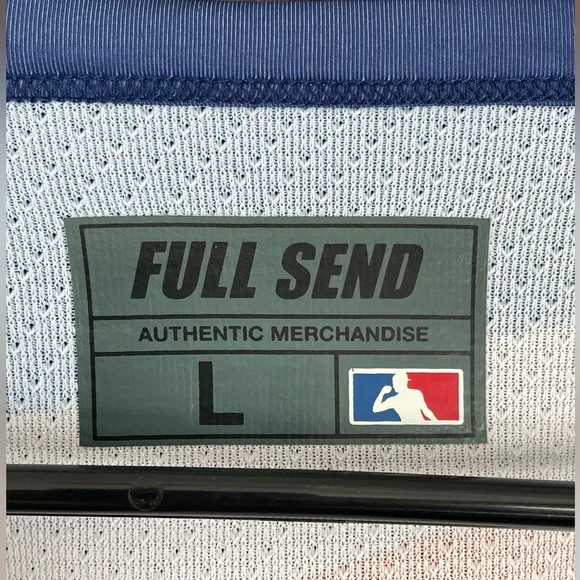 FULL SEND
AUTHENTIC MERCHANDISE
L